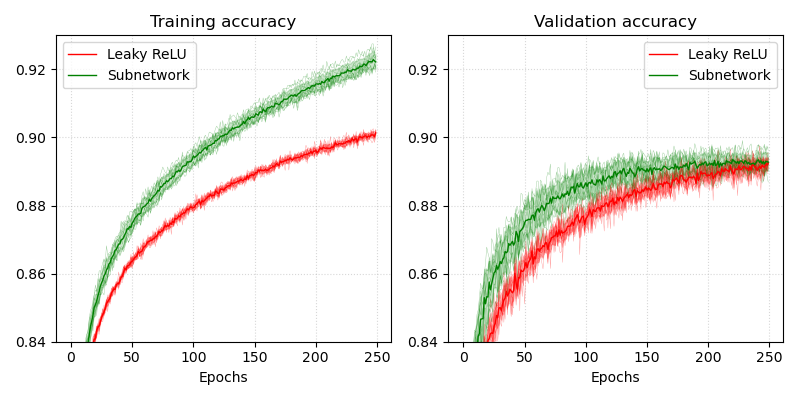 Training accuracy
Leaky ReLU
Subnetwork
0.92
0.90
0.88
0.86
0.84
0 50 100 150 200 250
Epochs
Validation accuracy
Leaky ReLU
Subnetwork
0.92
0.90
0.88
0.86
0.84
0 50 100 150 200 250
Epochs